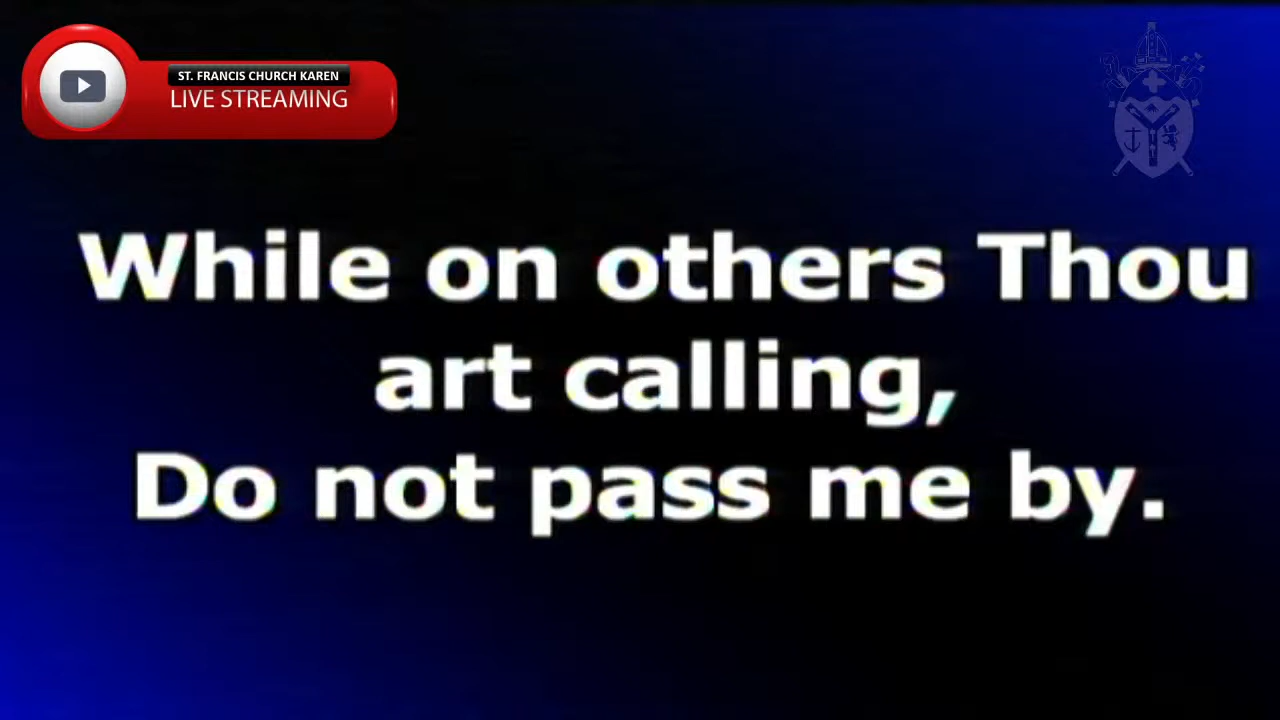 ST. FRANCIS CHURCH KAREN
LIVE STREAMING
While on others Thou
art calling,
Do not pass me by.